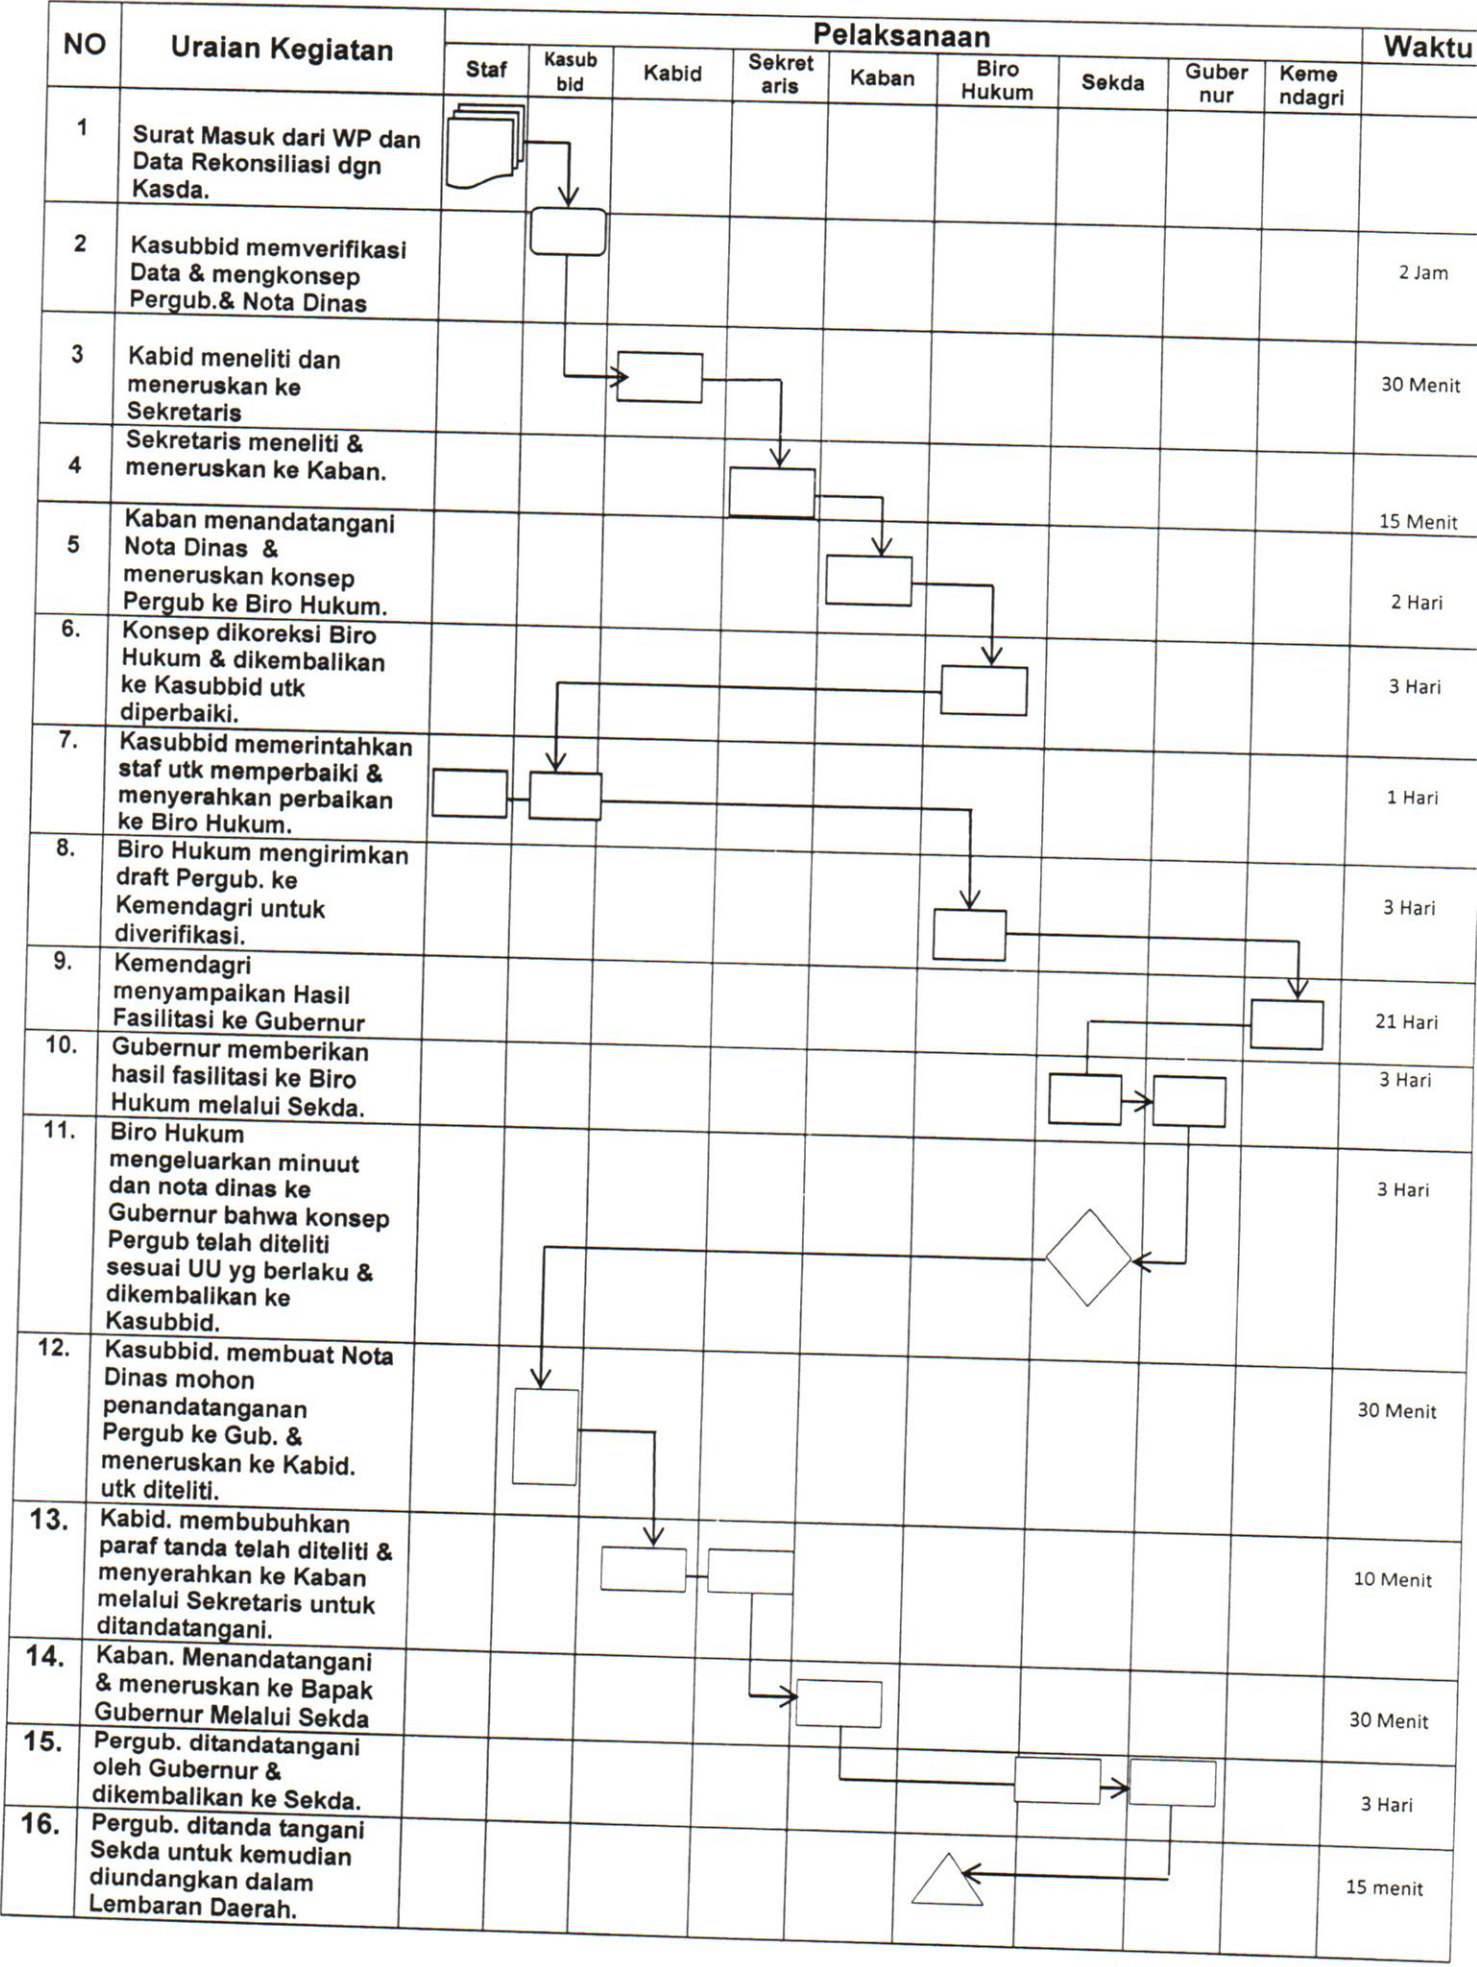 NO
Uraian Kegiatan
Pelaksanaan
Waktu
Staf
Kasub
bid
Kabid
Sekret
aris
Kaban
Biro
Hukum
Sekda
Guber
nur
Keme
ndagri
1
Surat Masuk dari WP dan
Data Rekonsiliasi dgn
Kasda.
2
Kasubbid memverifikasi
Data & mengkonsep
Pergub.& Nota Dinas
2 Jam
3
Kabid meneliti dan
meneruskan ke
Sekretaris
30 Menit
4
Sekretaris meneliti &
meneruskan ke Kaban.
15 Menit
5
Kaban menandatangani
Nota Dinas &
meneruskan konsep
Pergub ke Biro Hukum.
2 Hari
6.
Konsep dikoreksi Biro
Hukum & dikembalikan
ke Kasubbid utk
diperbaiki.
3 Hari
7.
Kasubbid memerintahkan
staf utk memperbaiki &
menyerahkan perbaikan
ke Biro Hukum.
1 Hari
8.
Biro Hukum mengirimkan
draft Pergub. ke
Kemendagri untuk
diverifikasi.
3 Hari
9.
Kemendagri
menyampaikan Hasil
Fasilitasi ke Gubernur
21 Hari
10.
Gubernur memberikan
hasil fasilitasi ke Biro
Hukum melalui Sekda.
3 Hari
11.
Biro Hukum
mengeluarkan minuut
dan nota dinas ke
Gubernur bahwa konsep
Pergub telah diteliti
sesuai UU yg berlaku &
dikembalikan ke
Kasubbid.
3 Hari
12.
Kasubbid. membuat Nota
Dinas mohon
penandatanganan
Pergub ke Gub. &
meneruskan ke Kabid.
utk diteliti.
30 Menit
13.
Kabid. membubuhkan
paraf tanda telah diteliti &
menyerahkan ke Kaban
melalui Sekretaris untuk
ditandatangani.
10 Menit
14.
Kaban. Menandatangani
& meneruskan ke Bapak
Gubernur Melalui Sekda
30 Menit
15.
Pergub. ditandatangani
oleh Gubernur &
dikembalikan ke Sekda.
3 Hari
16.
Pergub. ditanda tangani
Sekda untuk kemudian
diundangkan dalam
Lembaran Daerah.
15 menit